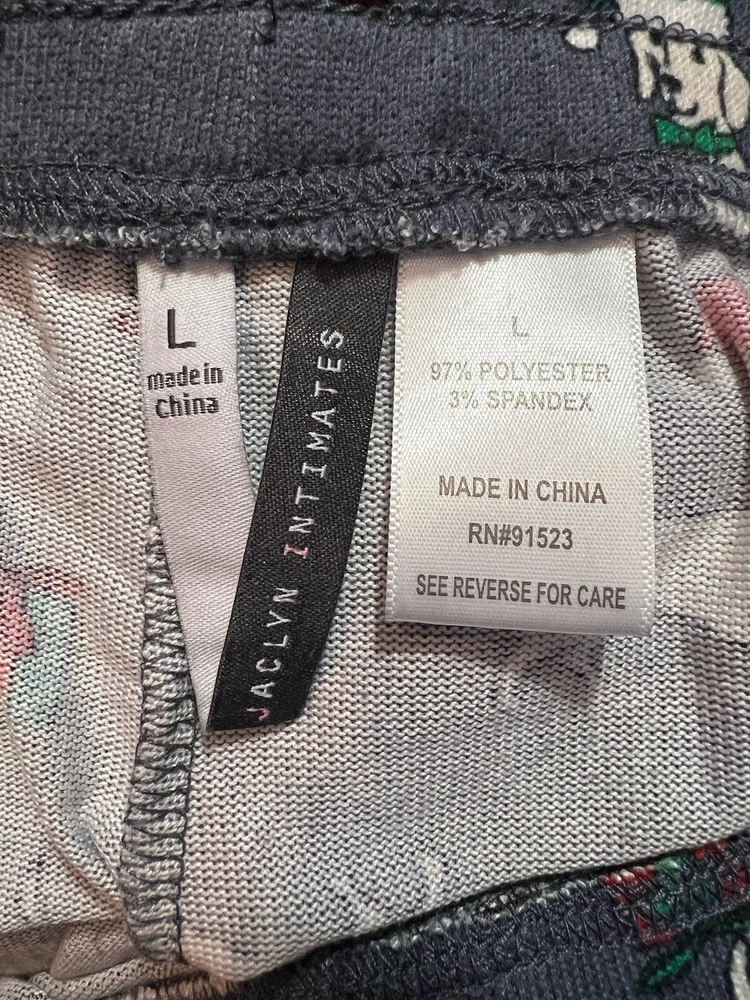 L
made in
China
JACLYN INTIMATES
L
97% POLYESTER
3% SPANDEX
MADE IN CHINA
RN#91523
SEE REVERSE FOR CARE